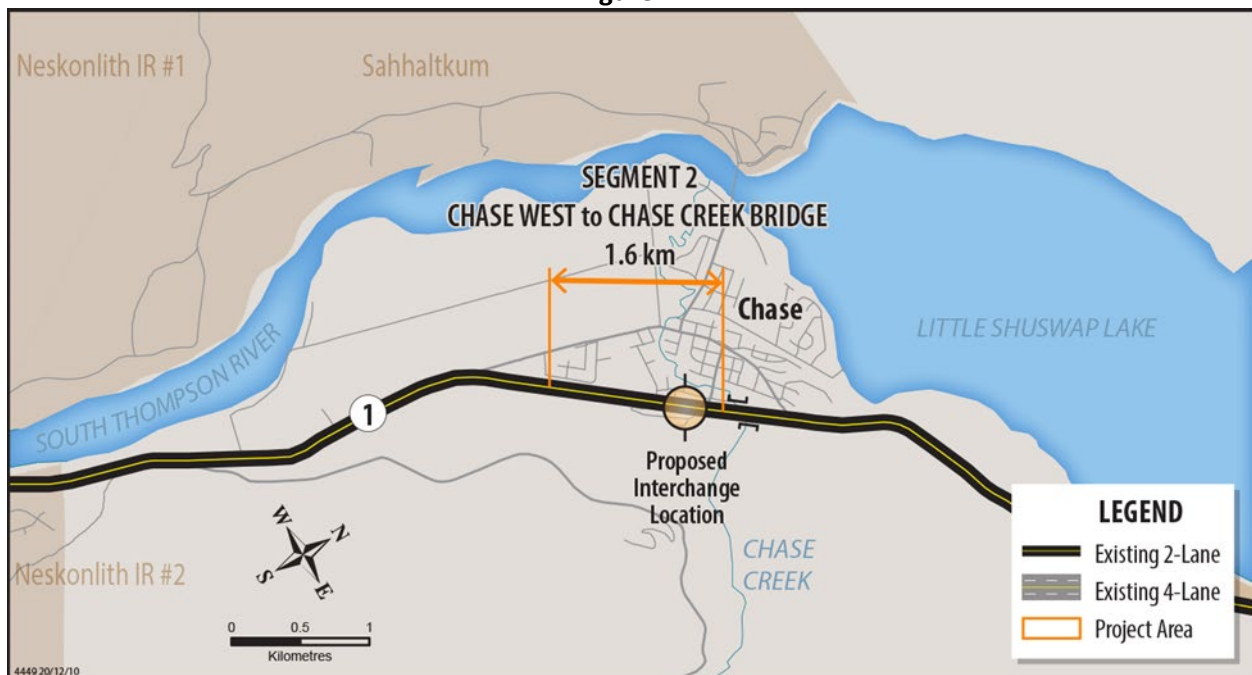 Neskonlith IR #1
Sahhaltkum
SEGMENT 2
CHASE WEST to CHASE CREEK BRIDGE
1.6 km
Chase
LITTLE SHUSWAP LAKE
SOUTH THOMPSON RIVER
1
Proposed
Interchange
Location
CHASE
CREEK
Neskonlith IR #2
W
N
S
E
0 0.5 1
Kilometres
LEGEND
Existing 2-Lane
Existing 4-Lane
Project Area
4449 20/12/10